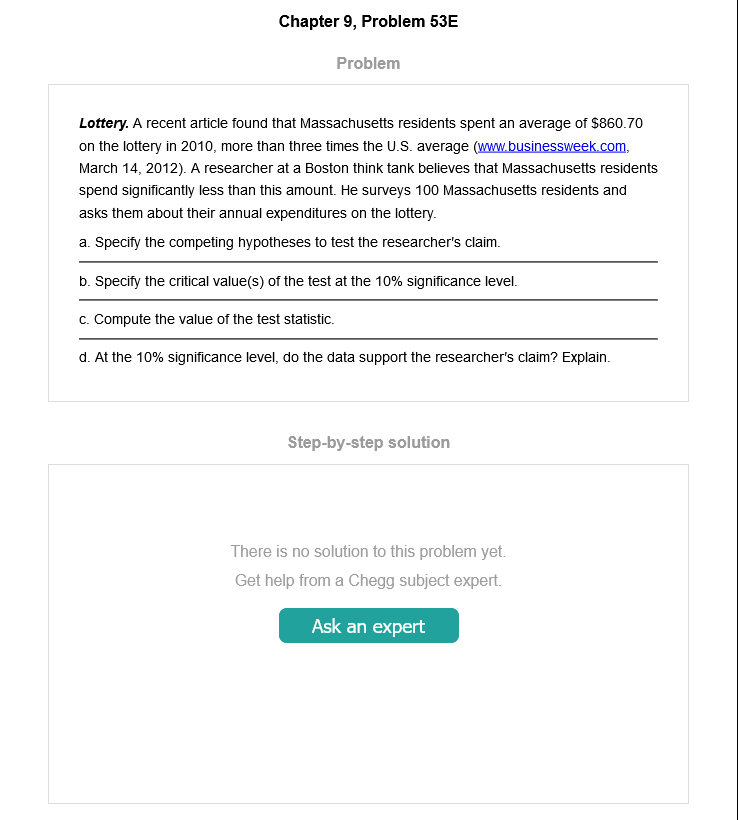 Chapter 9, Problem 53E
Problem
Lottery. A recent article found that Massachusetts residents spent an average of $860.70
on the lottery in 2010, more than three times the U.S. average (www.businessweek.com,
March 14, 2012). A researcher at a Boston think tank believes that Massachusetts residents
spend significantly less than this amount. He surveys 100 Massachusetts residents and
asks them about their annual expenditures on the lottery.
a. Specify the competing hypotheses to test the researcher's claim.
b. Specify the critical value(s) of the test at the 10% significance level.
c. Compute the value of the test statistic.
d. At the 10% significance level, do the data support the researcher's claim? Explain.
Step-by-step solution
There is no solution to this problem yet.
Get help from a Chegg subject expert.
Ask an expert